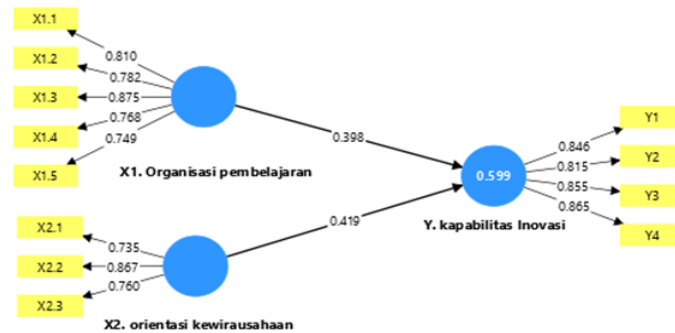 X1.1
X1.2
X1.3
X1.4
X1.5
0.810
0.782
0.875
0.768
0.749
X1. Organisasi pembelajaran
0.398
X2.1
X2.2
X2.3
0.735
0.867
0.760
X2. orientasi kewirausahaan
0.419
0.599
Y. kapabilitas Inovasi
0.846
0.815
0.855
0.865
Y1
Y2
Y3
Y4